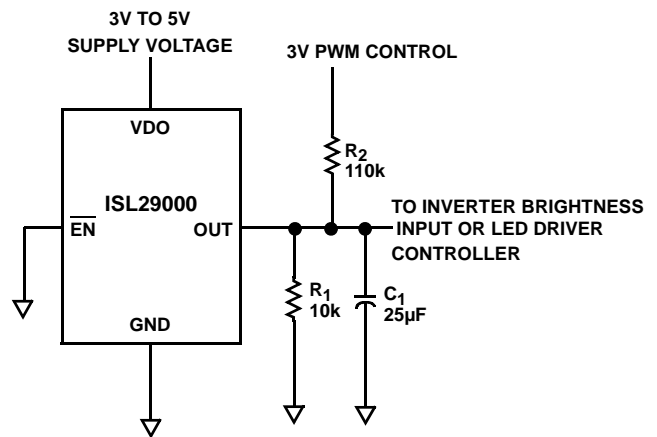 3V TO 5V
SUPPLY VOLTAGE
3V PWM CONTROL
VDO
R2
110k
ISL29000
EN
OUT
TO INVERTER BRIGHTNESS
INPUT OR LED DRIVER
CONTROLLER
R1
10k
C1
25µF
GND